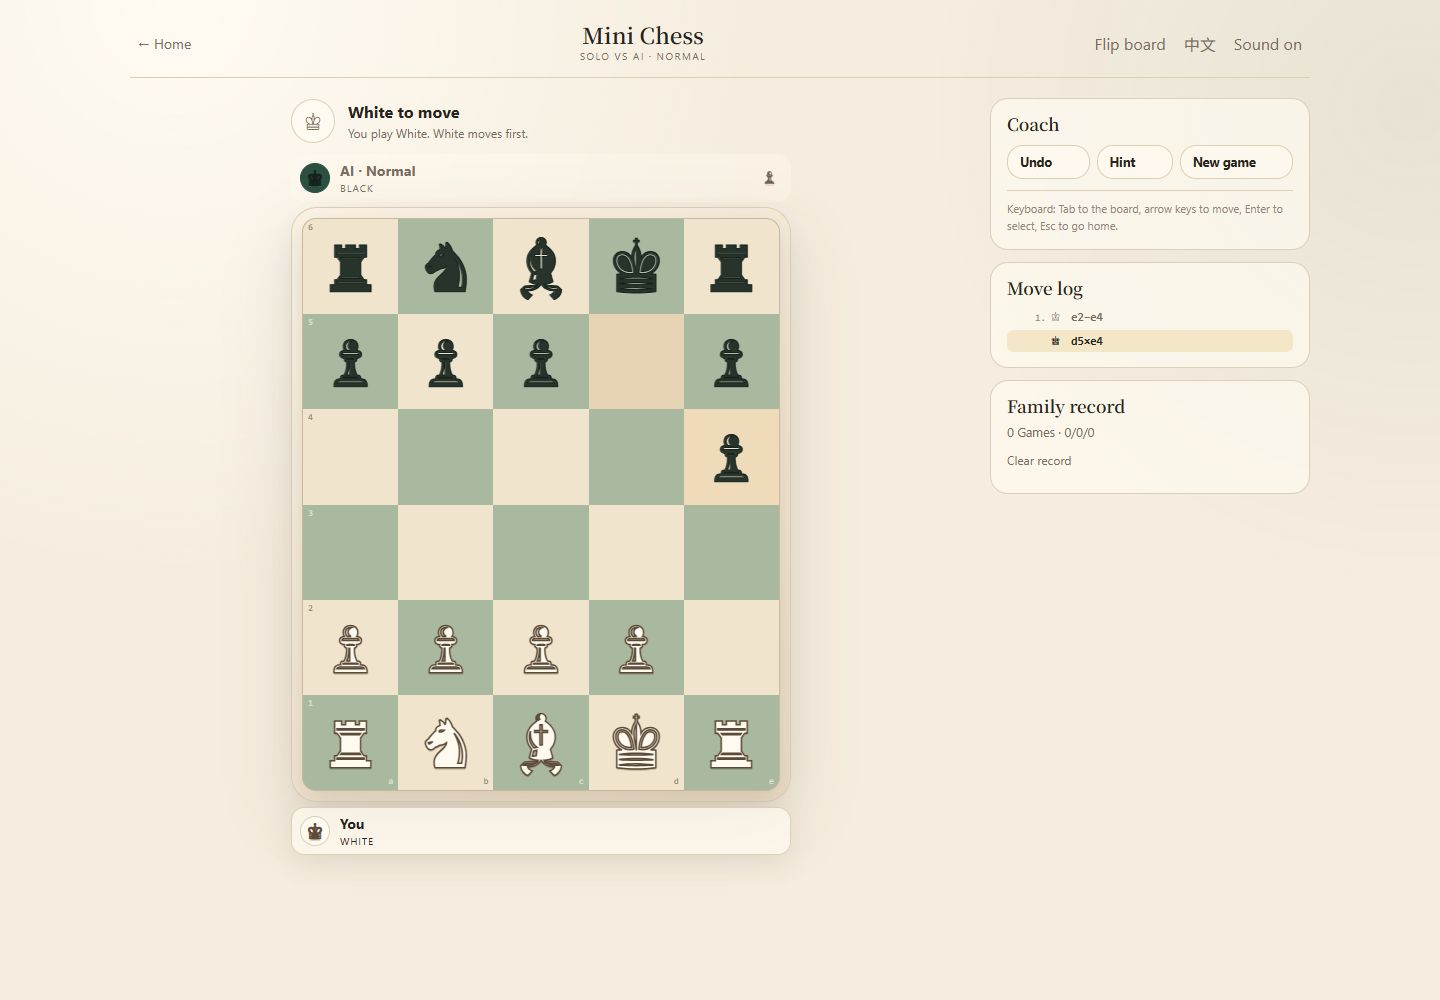 ← Home
Mini Chess
SOLO VS AI · NORMAL
Flip board 中文 Sound on
White to move
You play White. White moves first.
AI · Normal
BLACK
6
5
4
3
2
1
a b c d e
You
WHITE
Coach
Undo Hint New game
Keyboard: Tab to the board, arrow keys to move, Enter to
select, Esc to go home.
Move log
1. ♔ e2–e4
♚ d5×e4
Family record
0 Games · 0/0/0
Clear record